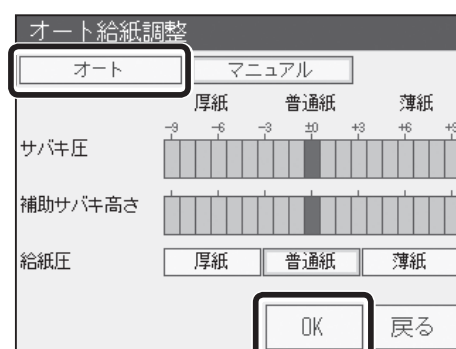 オート給紙調整
オート マニュアル
厚紙 普通紙 薄紙
-9 -6 -3 ±0 +3 +6 +9
サバキ圧
補助サバキ高さ
給紙圧 厚紙 普通紙 薄紙
OK 戻る